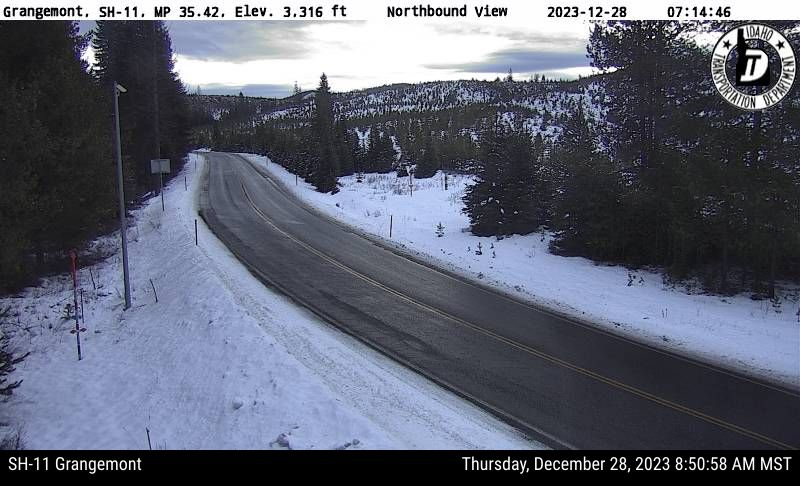 Grangemont, SH-11, MP 35.42, Elev. 3,316 ft Northbound View 2023-12-28 07:14:46
IDAHO
TRANSPORTATION DEPARTMENT
SH-11 Grangemont Thursday, December 28, 2023 8:50:58 AM MST